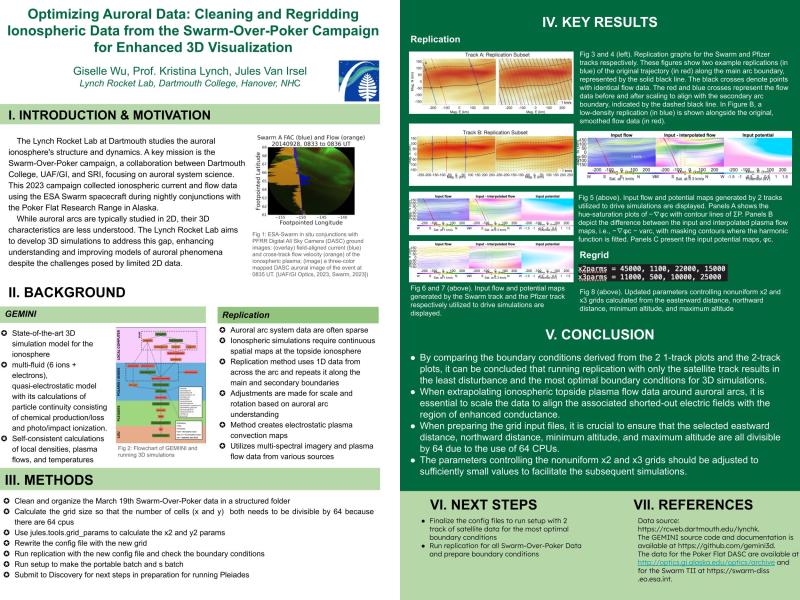 Optimizing Auroral Data: Cleaning and Regridding
Ionospheric Data from the Swarm-Over-Poker Campaign
for Enhanced 3D Visualization
Giselle Wu, Prof. Kristina Lynch, Jules Van Irsel
Lynch Rocket Lab, Dartmouth College, Hanover, NHC
I. INTRODUCTION & MOTIVATION
The Lynch Rocket Lab at Dartmouth studies the auroral
ionosphere's structure and dynamics. A key mission is the
Swarm-Over-Poker campaign, a collaboration between Dartmouth
College, UAF/GI, and SRI, focusing on auroral system science.
This 2023 campaign collected ionospheric current and flow data
using the ESA Swarm spacecraft during nightly conjunctions with
the Poker Flat Research Range in Alaska.
While auroral arcs are typically studied in 2D, their 3D
characteristics are less understood. The Lynch Rocket Lab aims
to develop 3D simulations to address this gap, enhancing
understanding and improving models of auroral phenomena
despite the challenges posed by limited 2D data.
Swarm A FAC (blue) and Flow (orange)
20140928, 0833 to 0836 UT
Footpointed Latitude
Footpointed Longitude
Fig 1: ESA-Swarm in situ conjunctions with
PFRR Digital All Sky Camera (DASC) ground
images: (overlay) field-aligned current (blue)
and cross-track flow velocity (orange) of the
ionospheric plasma; (image) a three-color
mapped DASC auroral image of the event at
0836 UT. [UAF/GI Optics, 2023, Swarm, 2023])
II. BACKGROUND
GEMINI
State-of-the-art 3D
simulation model for the
ionosphere
multi-fluid (6 ions +
electrons),
quasi-electrostatic model
with its calculations of
particle continuity consisting
of chemical production/loss
and photo/impact ionization.
Self-consistent calculations
of local densities, plasma
flows, and temperatures
Fig 2: Flowchart of GEMIINI and
running 3D simulations
Replication
Auroral arc system data are often sparse
Ionospheric simulations require continuous
spatial maps at the topside ionosphere
Replication method uses 1D data from
across the arc and repeats it along the
main and secondary boundaries
Adjustments are made for scale and
rotation based on auroral arc
understanding
Method creates electrostatic plasma
convection maps
Utilizes multi-spectral imagery and plasma
flow data from various sources
III. METHODS
Clean and organize the March 19th Swarm-Over-Poker data in a structured folder
Calculate the grid size so that the number of cells (x and y) both needs to be divisible by 64 because
there are 64 cpus
Use jules.tools.grid_params to calculate the x2 and y2 params
Rewrite the config file with the new grid
Run replication with the new config file and check the boundary conditions
Run setup to make the portable batch and s batch
Submit to Discovery for next steps in preparation for running Pleiades
IV. KEY RESULTS
Replication
Track A: Replication Subset
Track B: Replication Subset
Fig 3 and 4 (left). Replication graphs for the Swarm and Pfizer
tracks respectively. These figures show two example replications (in
blue) of the original trajectory (in red) along the main arc boundary,
represented by the solid black line. The black crosses denote points
with identical plasma flow. The red and blue crosses represent the flow
data before and after scaling to align with the secondary arc
boundary, indicated by the dashed black line. In Figure B, a
low-density replication (in blue) is shown alongside the original,
smoothed flow data (in red).
Input flow
Input - interpolated flow
Input potential
Fig 5 (above). Input flow and potential maps generated by 2 tracks
utilized to drive simulations are displayed. Panels A shows the
hue-saturation plots of −∇φc with contour lines of ΣP. Panels B
depict the difference between the input and interpolated plasma flow
maps, i.e., −∇φc − varc, with masking contours where the harmonic
function is fitted. Panels C present the input potential maps, φc.
Fig 6 and 7 (above). Input flow and potential maps
generated by the Swarm track and the Pfizer track
respectively utilized to drive simulations are
displayed.
Regrid
x2parms = 45000, 1100, 22000, 15000
x3parms = 11000, 500, 10000, 25000
Fig 8 (above). Updated parameters controlling nonuniform x2 and
x3 grids calculated from the easterward distance, northward
distance, minimum altitude, and maximum altitude
V. CONCLUSION
By comparing the boundary conditions derived from the 2 1-track plots and the 2-track
plots, it can be concluded that running replication with only the satellite track results in
the least disturbance and the most optimal boundary conditions for 3D simulations.
When extrapolating ionospheric topside plasma flow data around auroral arcs, it is
essential to scale the data to align the associated shorted-out electric fields with the
region of enhanced conductance.
When preparing the grid input files, it is crucial to ensure that the selected eastward
distance, northward distance, minimum altitude, and maximum altitude are all divisible
by 64 due to the use of 64 CPUs.
The parameters controlling the nonuniform x2 and x3 grids should be adjusted to
sufficiently small values to facilitate the subsequent simulations.
VI. NEXT STEPS
Finalize the config files to run setup with 2
track of satellite data for the most optimal
boundary conditions
Run replication for all Swarm-Over-Poker Data
and prepare boundary conditions
VII. REFERENCES
Data source:
https://rcweb.dartmouth.edu/lynchk.
The GEMINI source code and documentation is
available at https://github.com/gemini3d.
The data for the Poker Flat DASC are available at
http://optics.gi.alaska.edu/optics/archive and
for the Swarm TII at https://swarm-diss
.eo.esa.int.